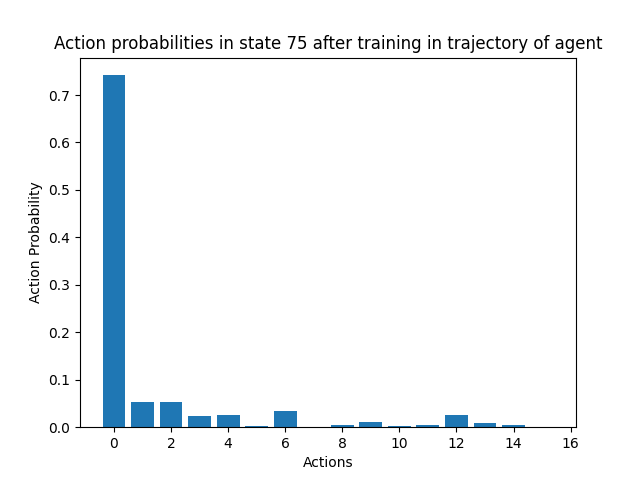 Action probabilities in state 75 after training in trajectory of agent
Action Probability
0.7
0.6
0.5
0.4
0.3
0.2
0.1
0.0
0 2 4 6 8 10 12 14 16
Actions